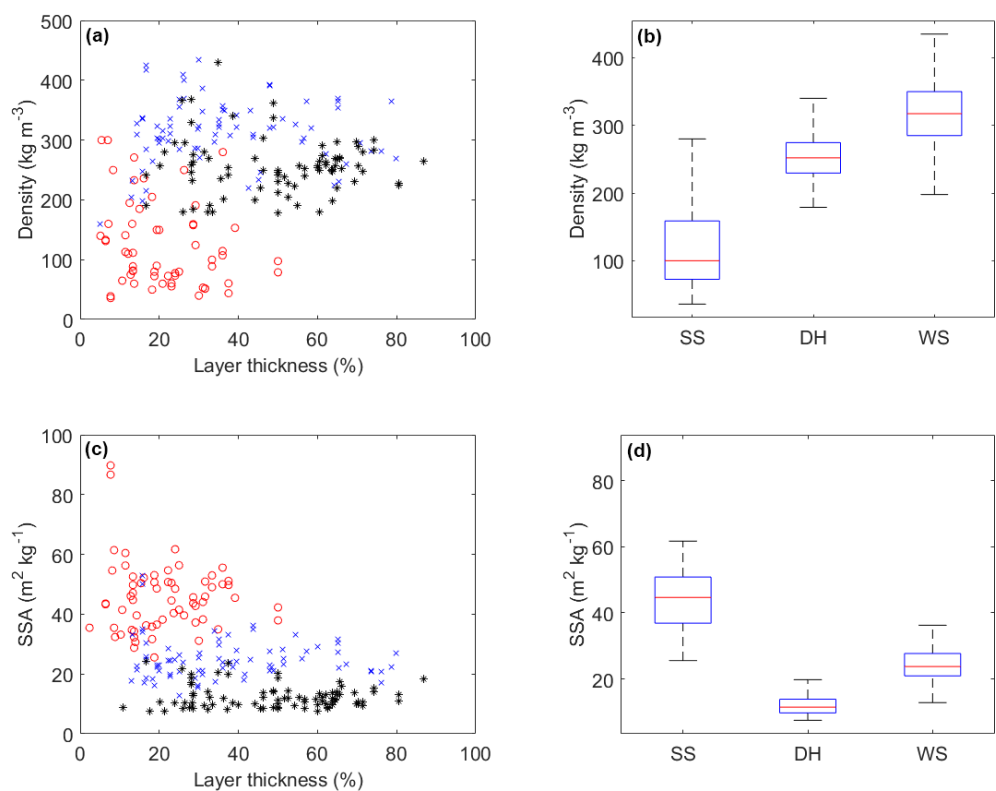 (a)
500
400
300
200
100
0
Density (kg m⁻³)
0 20 40 60 80 100
Layer thickness (%)
(b)
400
300
200
100
Density (kg m⁻³)
SS DH WS
(c)
100
80
60
40
20
0
SSA (m² kg⁻¹)
0 20 40 60 80 100
Layer thickness (%)
(d)
80
60
40
20
SSA (m² kg⁻¹)
SS DH WS